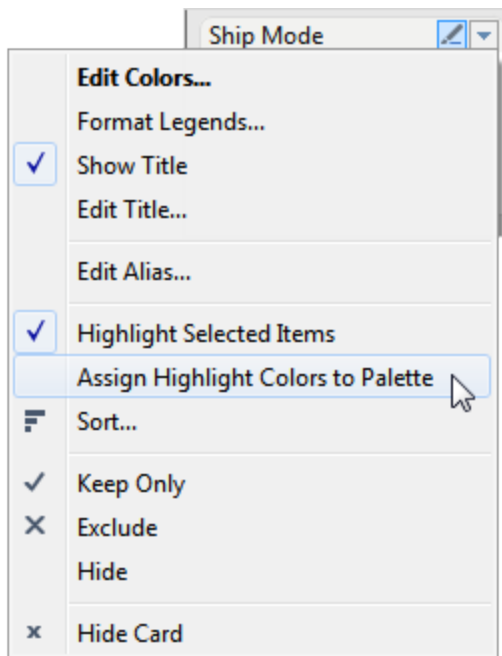 Ship Mode
Edit Colors...
Format Legends...
Show Title
Edit Title...
Edit Alias...
Highlight Selected Items
Assign Highlight Colors to Palette
Sort...
Keep Only
Exclude
Hide
Hide Card